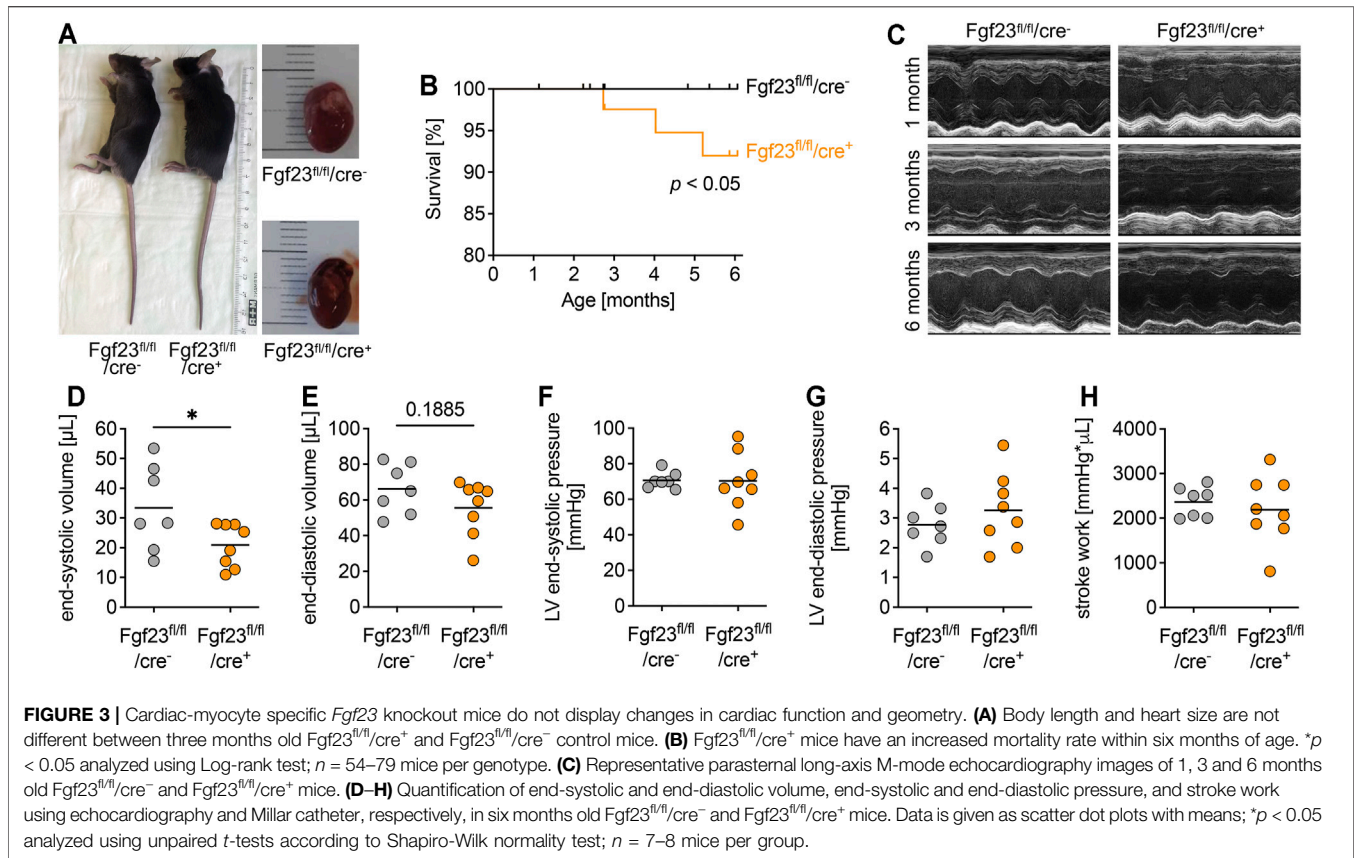 A
Fgf23fl/fl/cre-
Fgf23fl/fl/cre+
Fgf23fl/fl
/cre-
Fgf23fl/fl
/cre+
B
Survival [%]
100
95
90
85
80
0 1 2 3 4 5 6
Age [months]
Fgf23fl/fl/cre-
Fgf23fl/fl/cre+
p < 0.05
C
Fgf23fl/fl/cre-
Fgf23fl/fl/cre+
1 month
3 months
6 months
D
end-systolic volume [µL]
60
50
40
30
20
10
0
*
Fgf23fl/fl
/cre-
Fgf23fl/fl
/cre+
E
end-diastolic volume [µL]
100
80
60
40
20
0
0.1885
Fgf23fl/fl
/cre-
Fgf23fl/fl
/cre+
F
LV end-systolic pressure
[mmHg]
100
80
60
40
20
0
Fgf23fl/fl
/cre-
Fgf23fl/fl
/cre+
G
LV end-diastolic pressure
[mmHg]
6
5
4
3
2
1
0
Fgf23fl/fl
/cre-
Fgf23fl/fl
/cre+
H
stroke work [mmHg*µL]
4000
3000
2000
1000
0
Fgf23fl/fl
/cre-
Fgf23fl/fl
/cre+
FIGURE 3 | Cardiac-myocyte specific Fgf23 knockout mice do not display changes in cardiac function and geometry. (A) Body length and heart size are not
different between three months old Fgf23fl/fl/cre+ and Fgf23fl/fl/cre− control mice. (B) Fgf23fl/fl/cre+ mice have an increased mortality rate within six months of age. *p
< 0.05 analyzed using Log-rank test; n = 54–79 mice per genotype. (C) Representative parasternal long-axis M-mode echocardiography images of 1, 3 and 6 months
old Fgf23fl/fl/cre− and Fgf23fl/fl/cre+ mice. (D–H) Quantification of end-systolic and end-diastolic volume, end-systolic and end-diastolic pressure, and stroke work
using echocardiography and Millar catheter, respectively, in six months old Fgf23fl/fl/cre− and Fgf23fl/fl/cre+ mice. Data is given as scatter dot plots with means; *p < 0.05
analyzed using unpaired t-tests according to Shapiro-Wilk normality test; n = 7–8 mice per group.